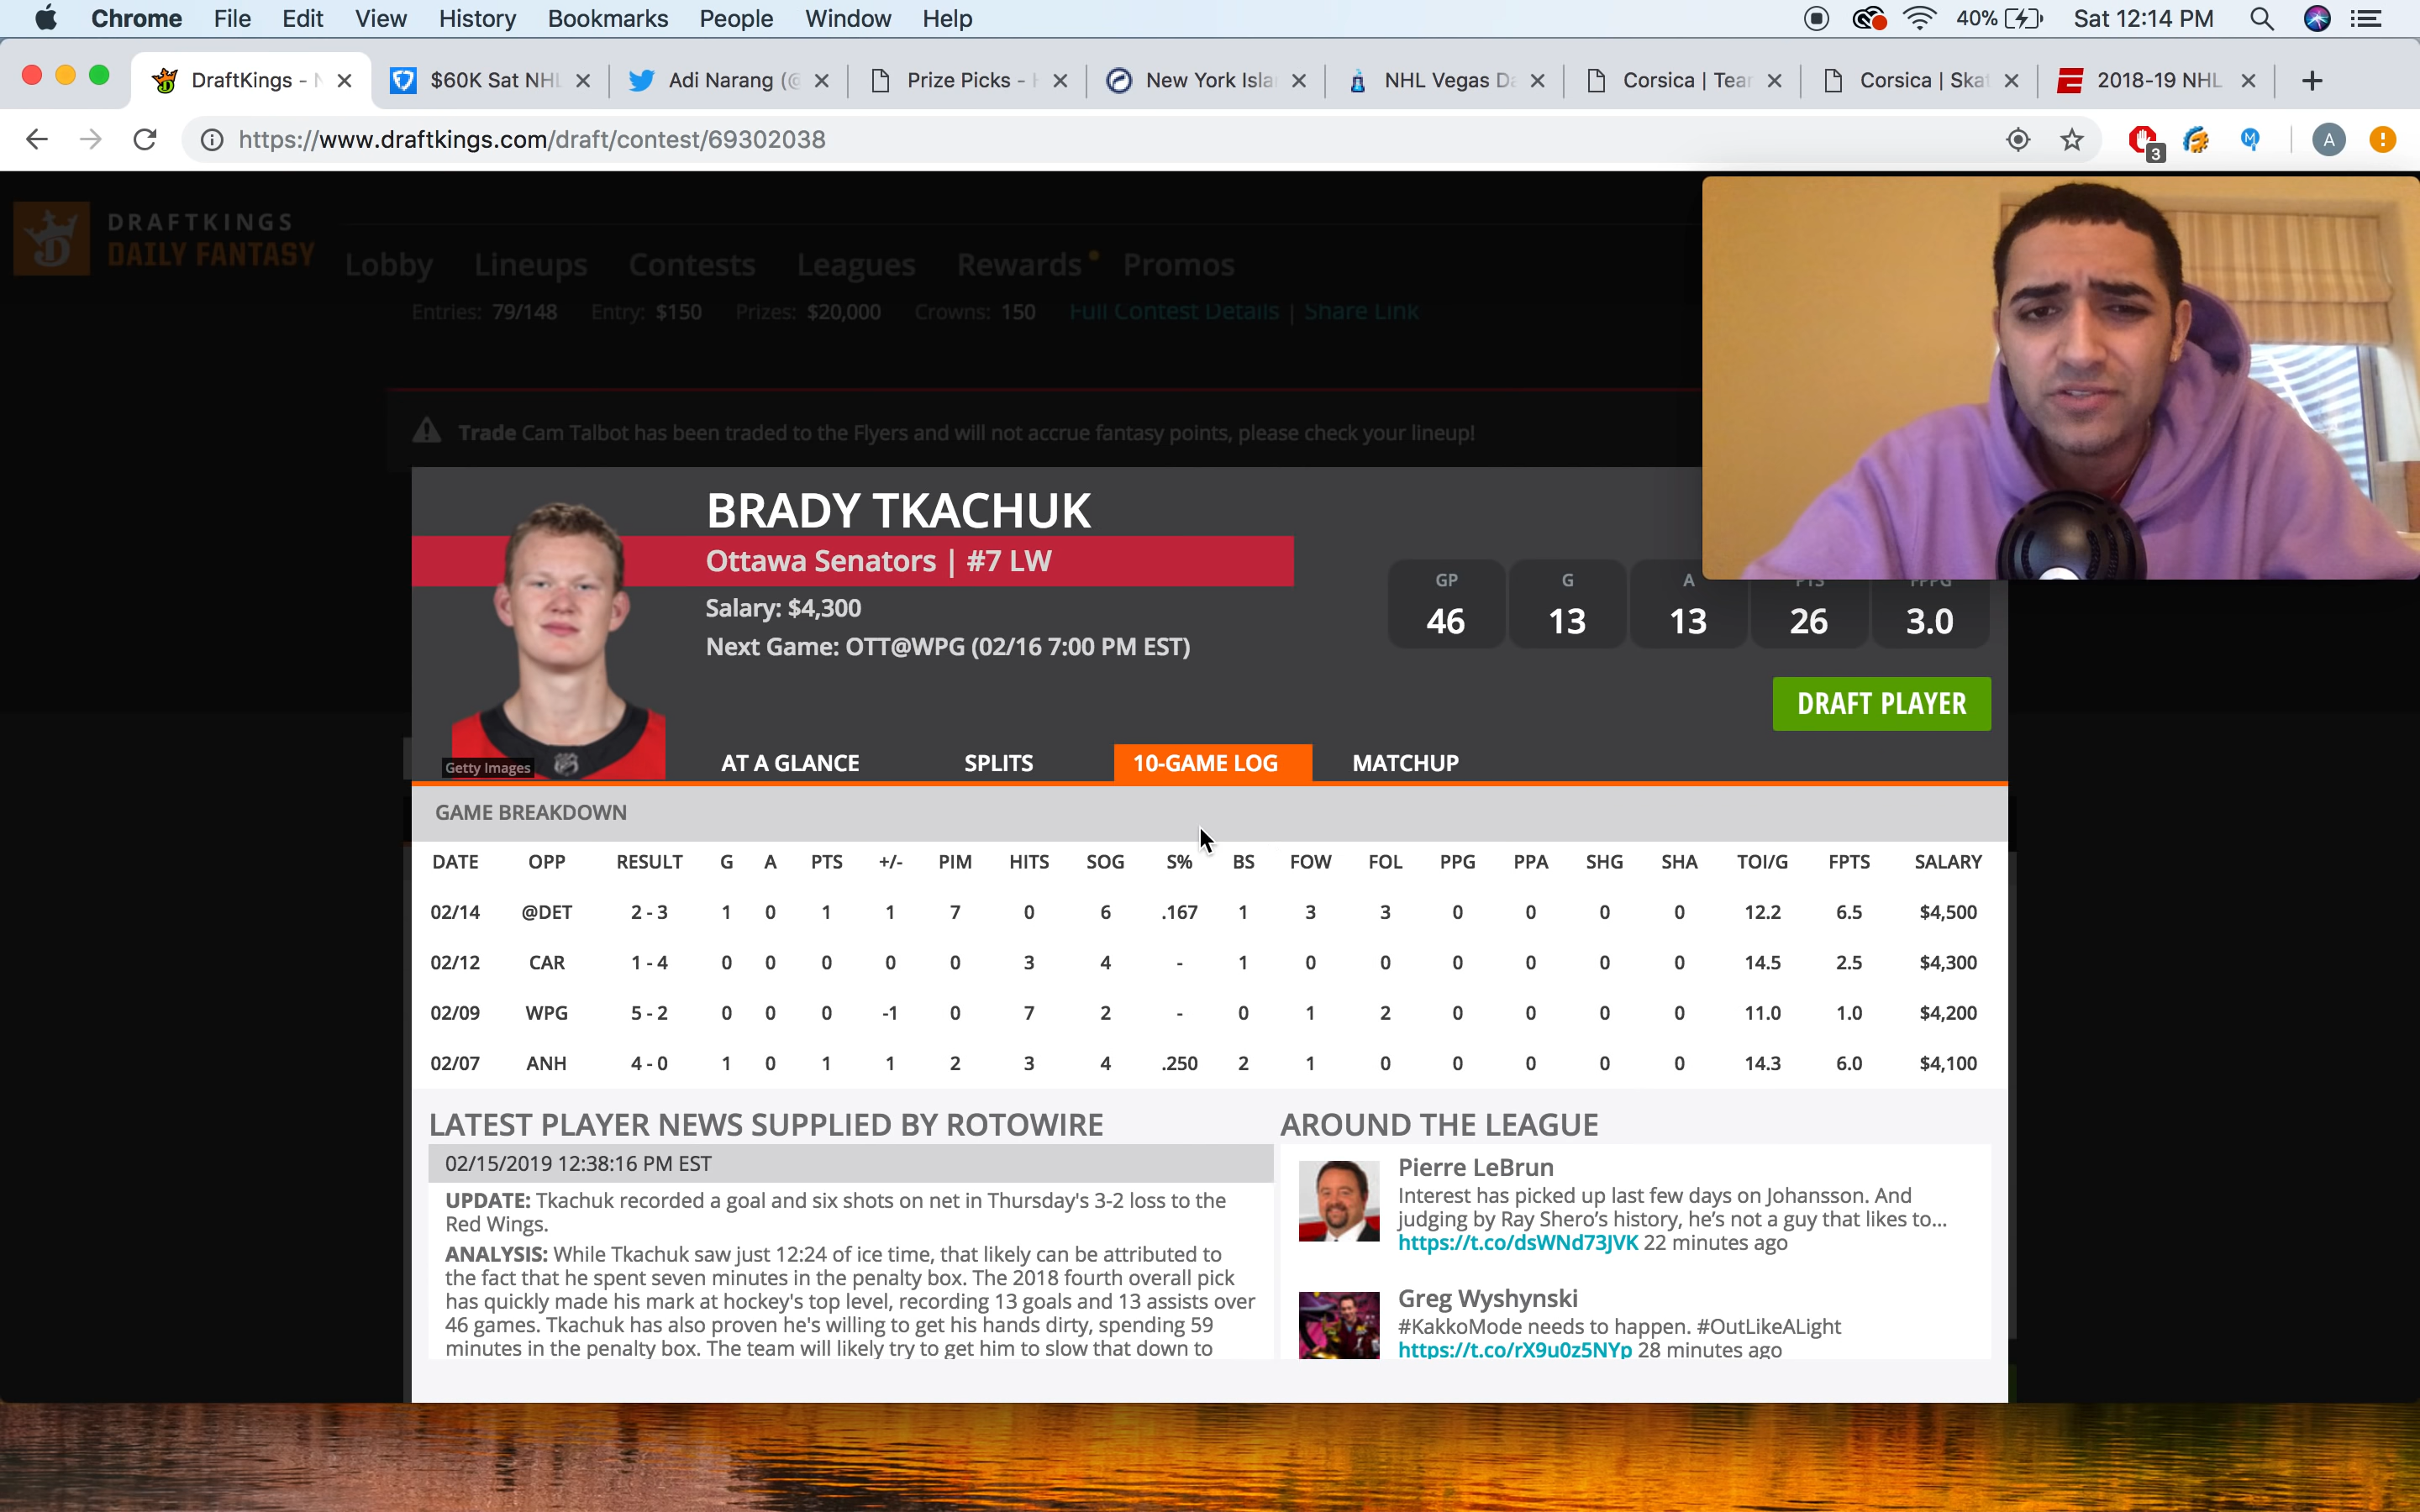 Chrome File Edit View History Bookmarks People Window Help 40% Sat 12:14 PM
DraftKings - N $60K Sat NHL Adi Narang (@ Prize Picks - New York Isla NHL Vegas Da Corsica | Tea Corsica | Skat 2018-19 NHL
https://www.draftkings.com/draft/contest/69302038 3 A
DRAFTKINGS
DAILY FANTASY
Lobby Lineups Contests Leagues Rewards Promos
Entries: 79/148 Entry: $150 Prizes: $20,000 Crowns: 150 Full Contest Details | Share Link
Trade Cam Talbot has been traded to the Flyers and will not accrue fantasy points, please check your lineup!
BRADY TKACHUK
Ottawa Senators | #7 LW
Salary: $4,300
Next Game: OTT@WPG (02/16 7:00 PM EST)
GP G A PTS FPPG
46 13 13 26 3.0
DRAFT PLAYER
Getty Images
AT A GLANCE SPLITS 10-GAME LOG MATCHUP
GAME BREAKDOWN
DATE OPP RESULT G A PTS +/- PIM HITS SOG S% BS FOW FOL PPG PPA SHG SHA TOI/G FPTS SALARY
02/14 @DET 2 - 3 1 0 1 1 7 0 6 .167 1 3 3 0 0 0 0 12.2 6.5 $4,500
02/12 CAR 1 - 4 0 0 0 0 0 3 4 - 1 0 0 0 0 0 0 14.5 2.5 $4,300
02/09 WPG 5 - 2 0 0 0 -1 0 7 2 - 0 1 2 0 0 0 0 11.0 1.0 $4,200
02/07 ANH 4 - 0 1 0 1 1 2 3 4 .250 2 1 0 0 0 0 0 14.3 6.0 $4,100
LATEST PLAYER NEWS SUPPLIED BY ROTOWIRE
02/15/2019 12:38:16 PM EST
UPDATE: Tkachuk recorded a goal and six shots on net in Thursday's 3-2 loss to the
Red Wings.
ANALYSIS: While Tkachuk saw just 12:24 of ice time, that likely can be attributed to
the fact that he spent seven minutes in the penalty box. The 2018 fourth overall pick
has quickly made his mark at hockey's top level, recording 13 goals and 13 assists over
46 games. Tkachuk has also proven he's willing to get his hands dirty, spending 59
minutes in the penalty box. The team will likely try to get him to slow that down to
AROUND THE LEAGUE
Pierre LeBrun
Interest has picked up last few days on Johansson. And
judging by Ray Shero’s history, he’s not a guy that likes to...
https://t.co/dsWNd73JVK 22 minutes ago
Greg Wyshynski
#KakkoMode needs to happen. #OutLikeALight
https://t.co/rX9u0z5NYp 28 minutes ago